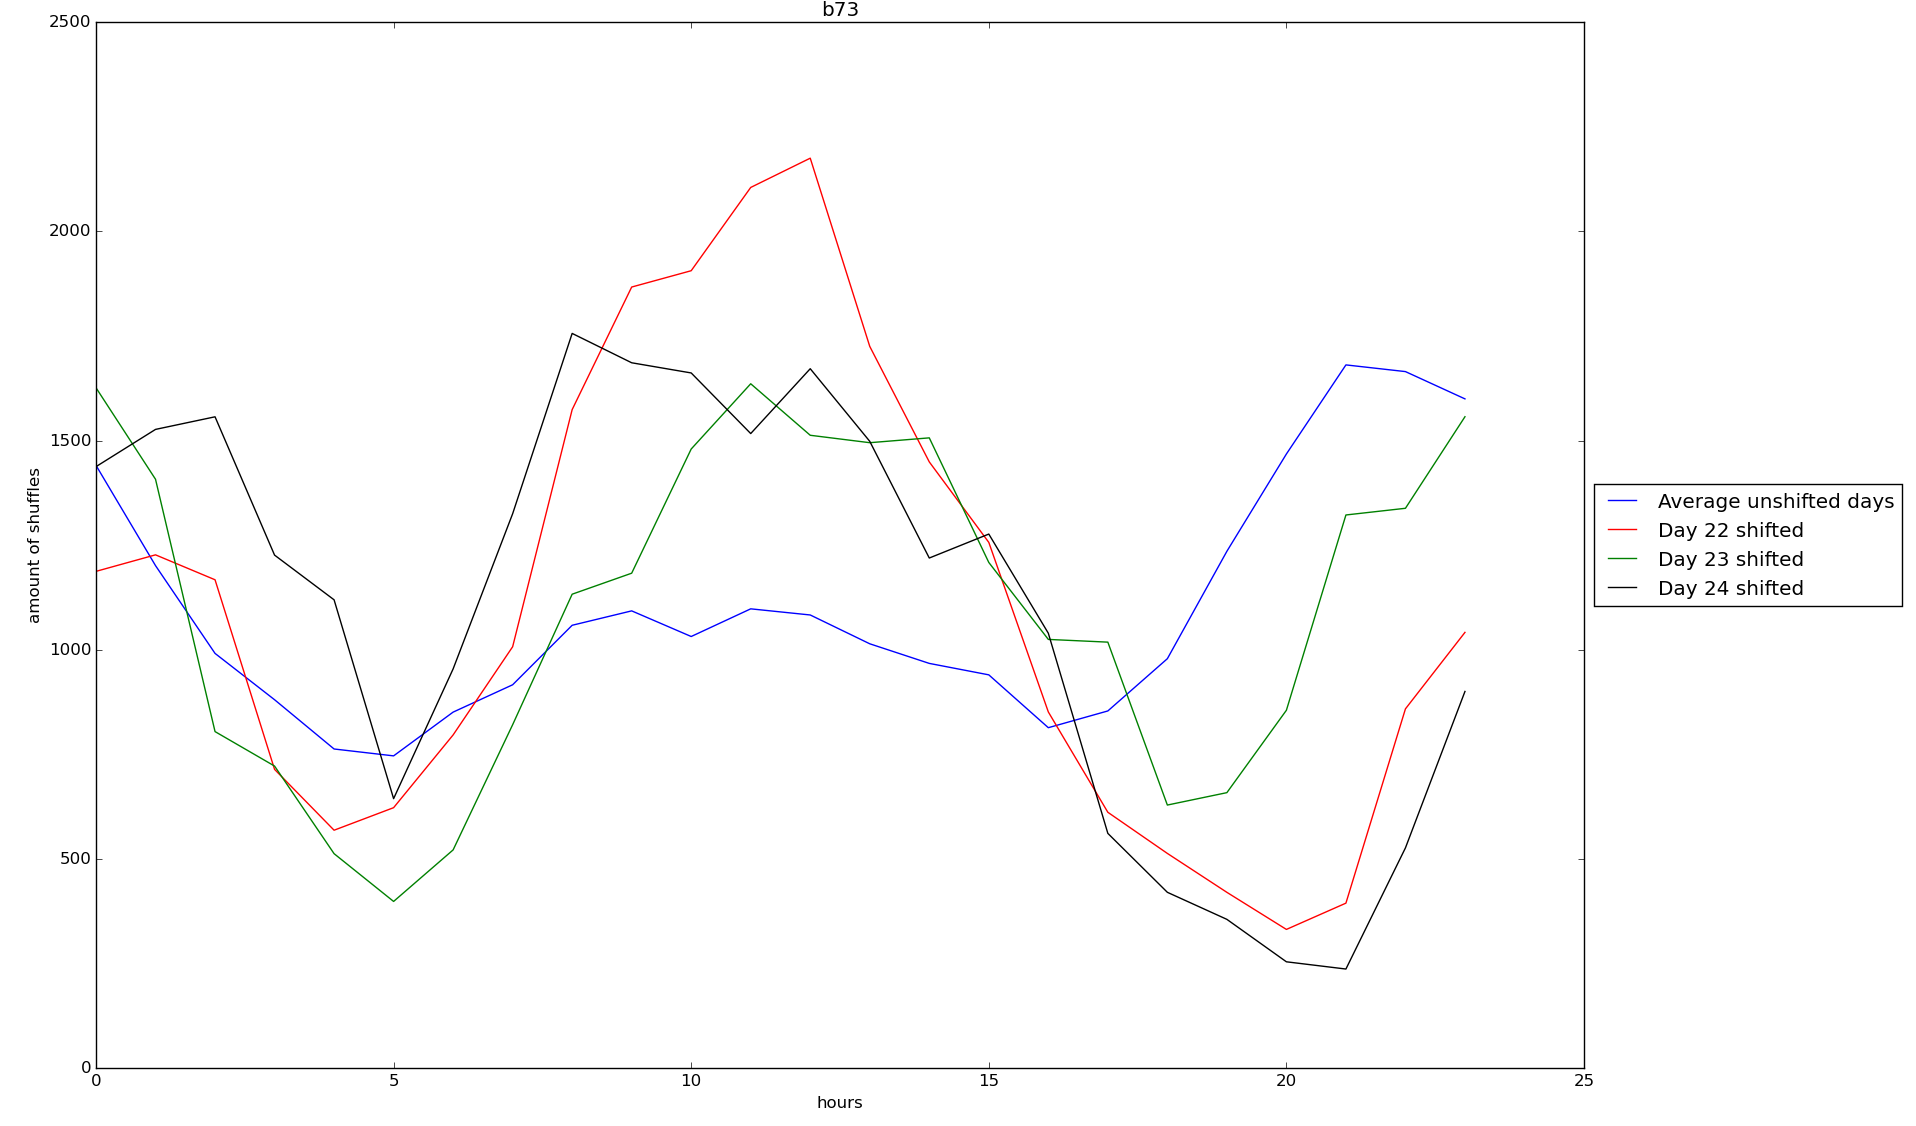 b73
2500
2000
1500
1000
500
0
0 5 10 15 20 25
amount of shuffles
hours
Average unshifted days
Day 22 shifted
Day 23 shifted
Day 24 shifted